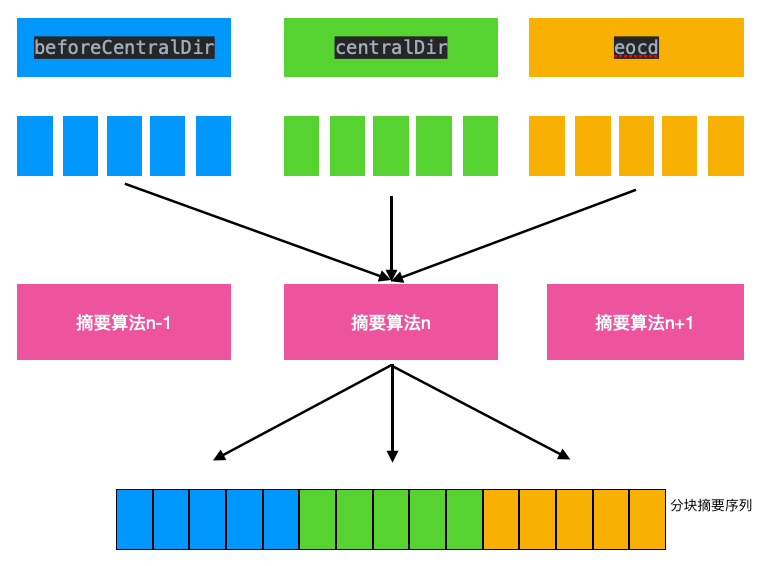 beforeCentralDir
centralDir
eocd
摘要算法n-1
摘要算法n
摘要算法n+1
分块摘要序列